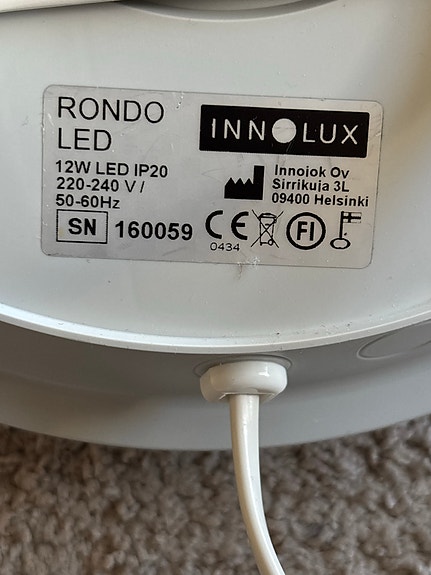 RONDO
LED
INNOLUX
12W LED IP20
220-240 V /
50-60Hz
Innojok Oy
Sirrikuja 3L
09400 Helsinki
SN 160059
CE
0434
FI